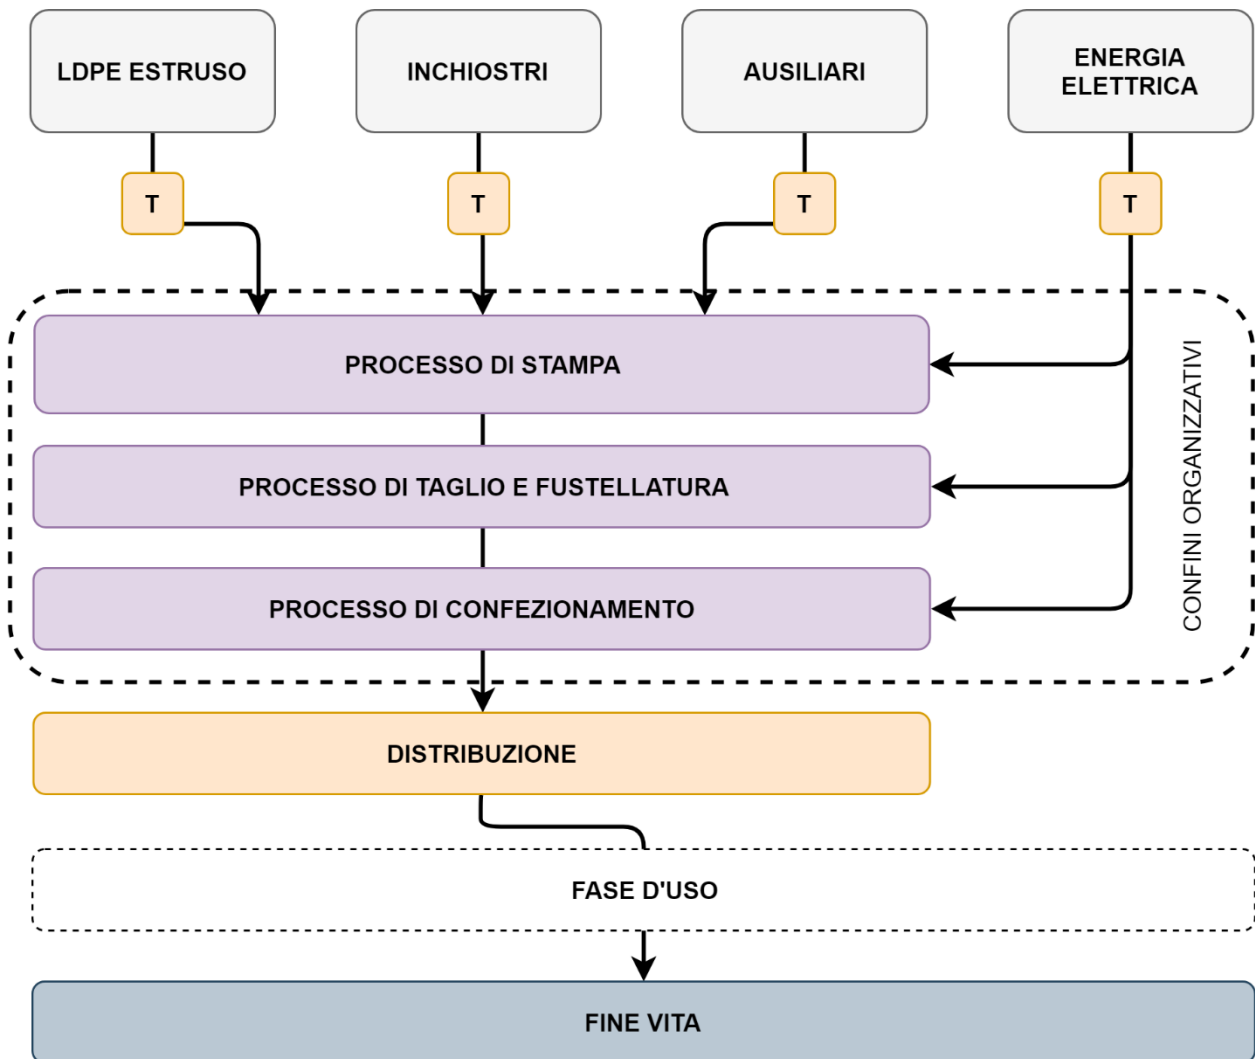 LDPE ESTRUSO
INCHIOSTRI
AUSILIARI
ENERGIA
ELETTRICA
T
T
T
T
PROCESSO DI STAMPA
PROCESSO DI TAGLIO E FUSTELLATURA
PROCESSO DI CONFEZIONAMENTO
CONFINI ORGANIZZATIVI
DISTRIBUZIONE
FASE D'USO
FINE VITA